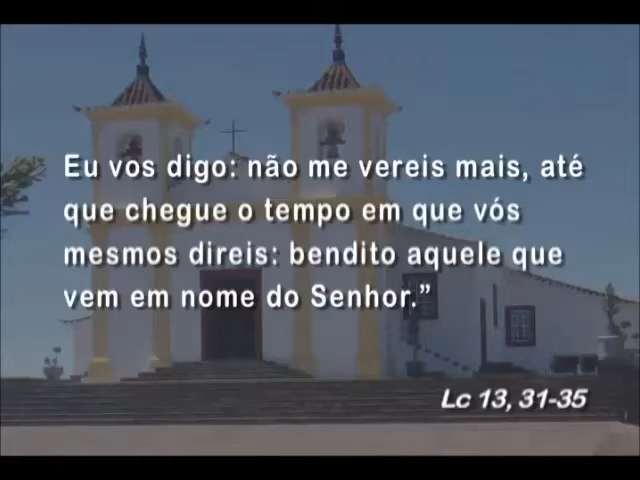 Eu vos digo: não me vereis mais, até
que chegue o tempo em que vós
mesmos direis: bendito aquele que
vem em nome do Senhor.”
Lc 13, 31-35